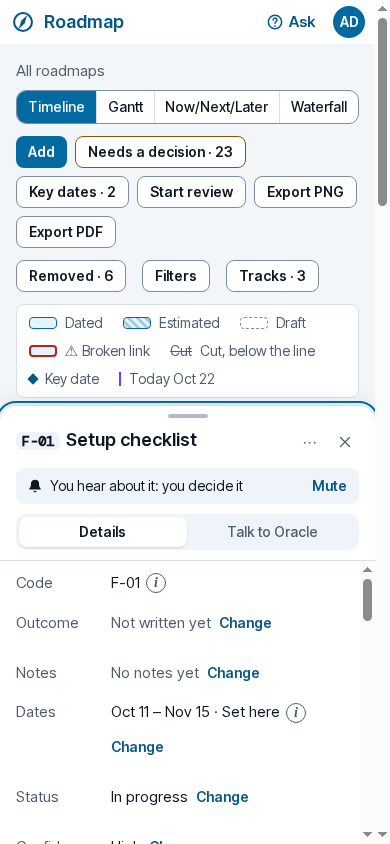 Roadmap
Ask
AD
All roadmaps
Timeline Gantt Now/Next/Later Waterfall
Add Needs a decision · 23
Key dates · 2 Start review Export PNG
Export PDF
Removed · 6 Filters Tracks · 3
Dated Estimated Draft
⚠ Broken link Cut Cut, below the line
Key date Today Oct 22
F-01 Setup checklist ...
You hear about it: you decide it Mute
Details Talk to Oracle
Code F-01 i
Outcome Not written yet Change
Notes No notes yet Change
Dates Oct 11 – Nov 15 · Set here i
Change
Status In progress Change